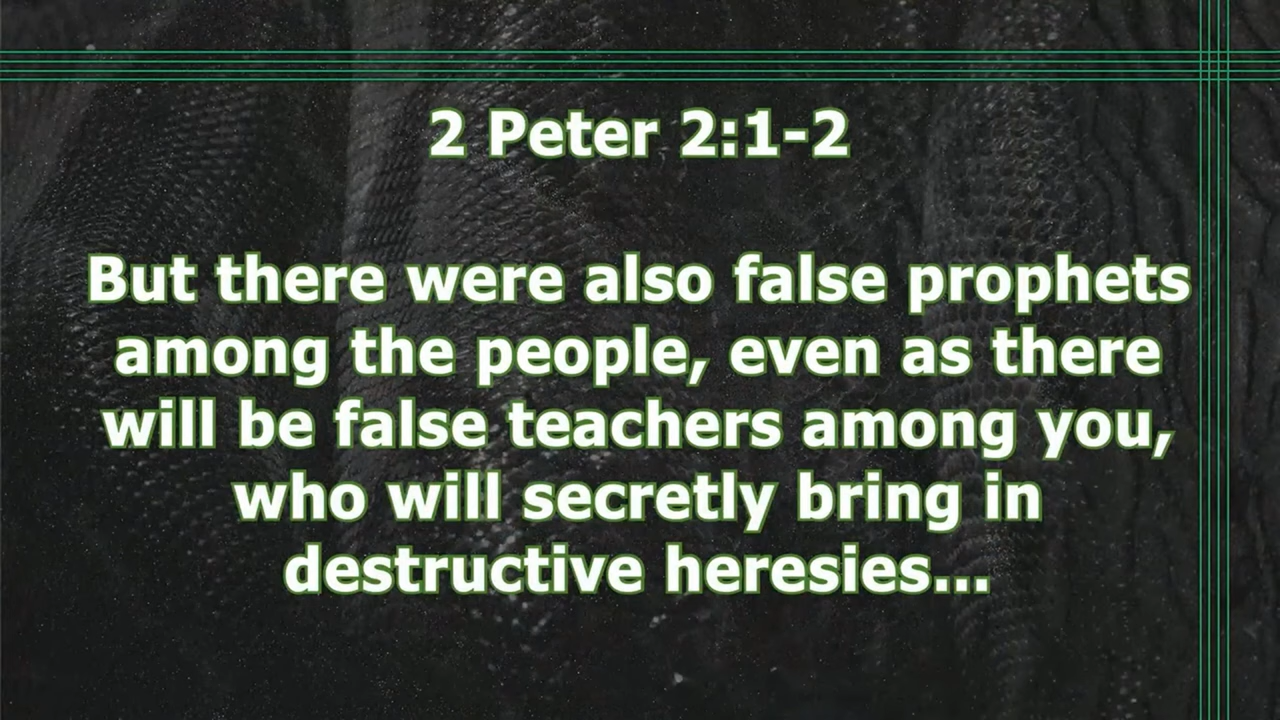 2 Peter 2:1-2
But there were also false prophets
among the people, even as there
will be false teachers among you,
who will secretly bring in
destructive heresies...